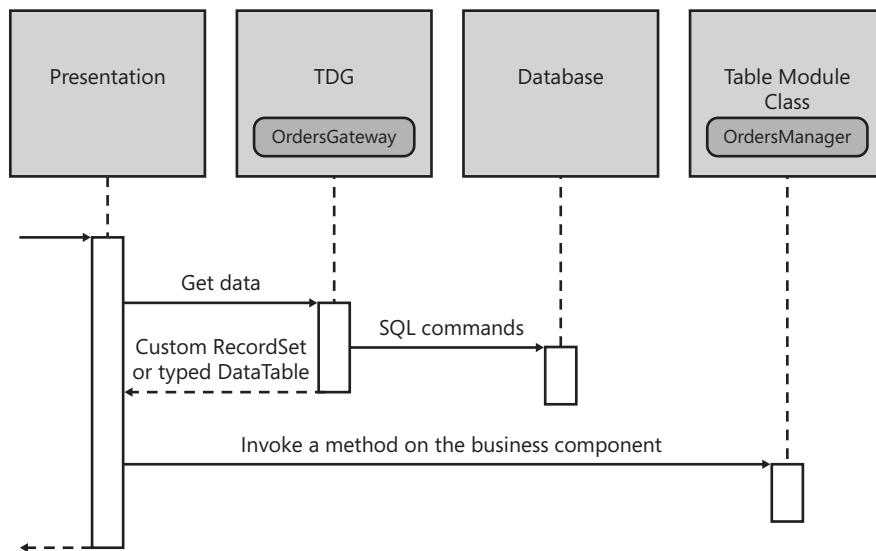 Presentation
TDG
OrdersGateway
Database
Table Module
Class
OrdersManager
Get data
SQL commands
Custom RecordSet
or typed DataTable
Invoke a method on the business component